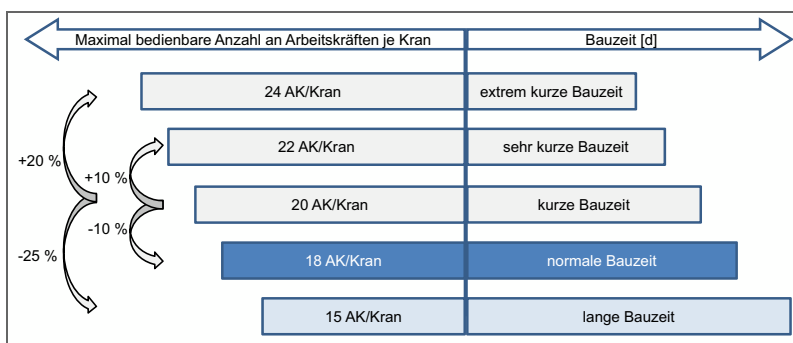 Maximal bedienbare Anzahl an Arbeitskräften je Kran Bauzeit [d]
24 AK/Kran extrem kurze Bauzeit
22 AK/Kran sehr kurze Bauzeit
+20 %
+10 %
20 AK/Kran kurze Bauzeit
-10 %
-25 %
18 AK/Kran normale Bauzeit
15 AK/Kran lange Bauzeit